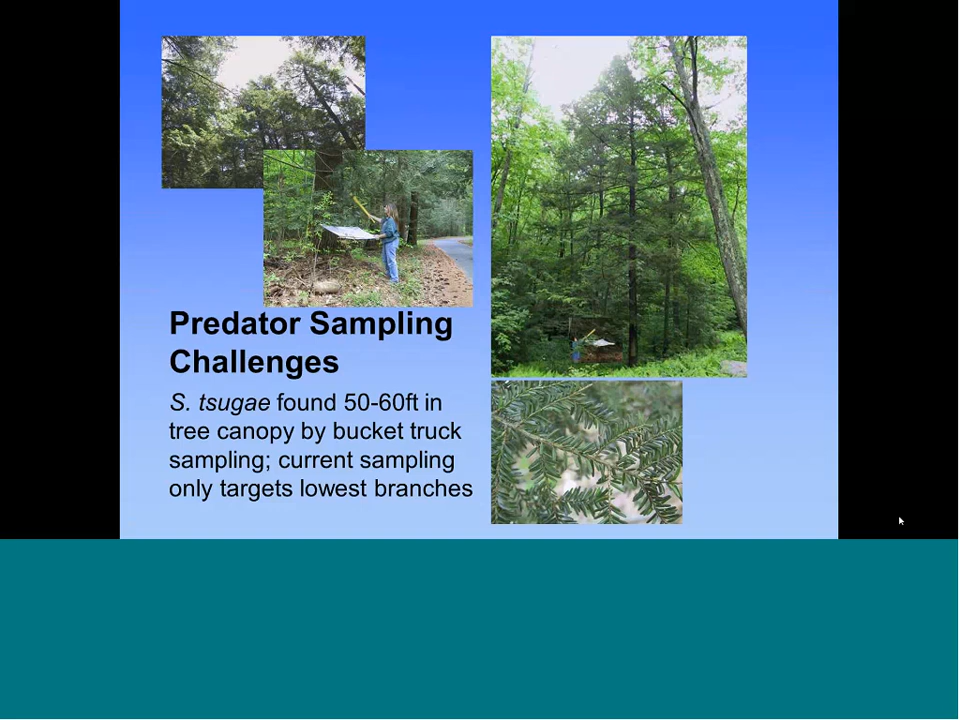 Predator Sampling
Challenges
S. tsugae found 50-60ft in
tree canopy by bucket truck
sampling; current sampling
only targets lowest branches